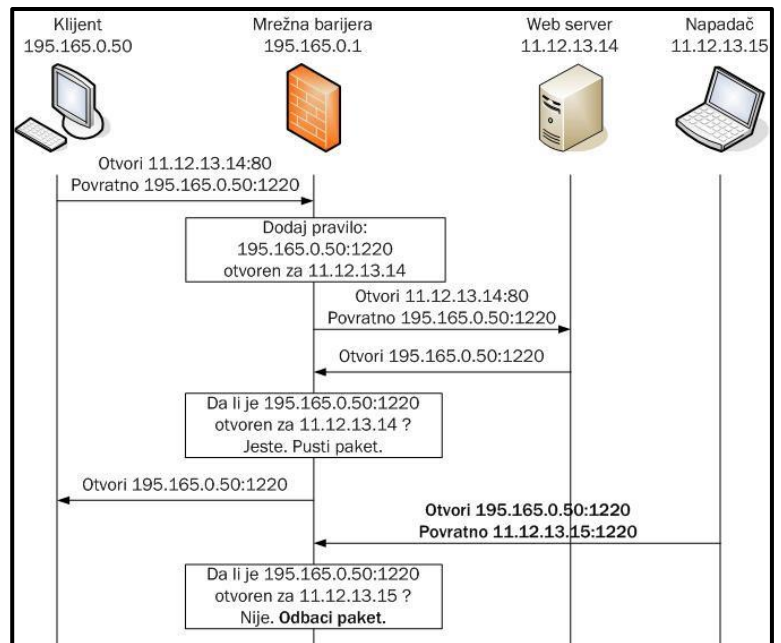 Klijent
195.165.0.50
Mrežna barijera
195.165.0.1
Web server
11.12.13.14
Napadač
11.12.13.15
Otvori 11.12.13.14:80
Povratno 195.165.0.50:1220
Dodaj pravilo:
195.165.0.50:1220
otvoren za 11.12.13.14
Otvori 11.12.13.14:80
Povratno 195.165.0.50:1220
Otvori 195.165.0.50:1220
Da li je 195.165.0.50:1220
otvoren za 11.12.13.14 ?
Jeste. Pusti paket.
Otvori 195.165.0.50:1220
Otvori 195.165.0.50:1220
Povratno 11.12.13.15:1220
Da li je 195.165.0.50:1220
otvoren za 11.12.13.15 ?
Nije. Odbaci paket.